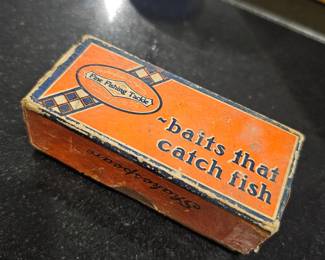 Fine Fishing Tackle
~baits that
catch fish
Shakespeare